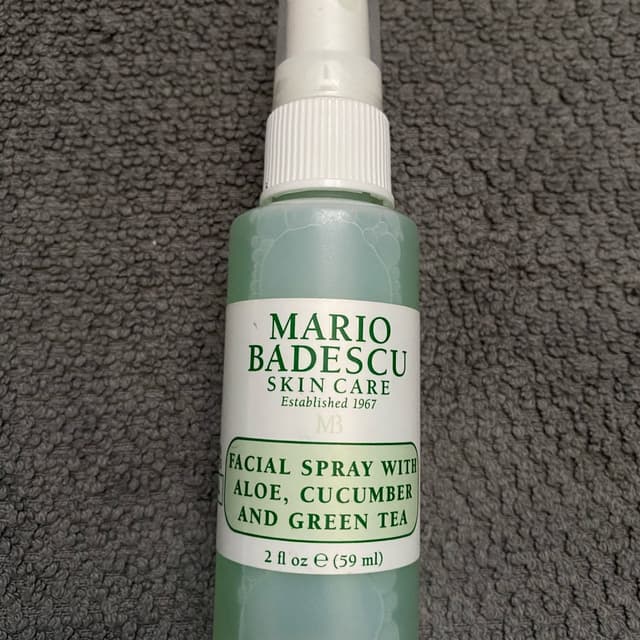 MARIO
BADESCU
SKIN CARE
Established 1967
MB
FACIAL SPRAY WITH
ALOE, CUCUMBER
AND GREEN TEA
2 fl oz ℮ (59 ml)